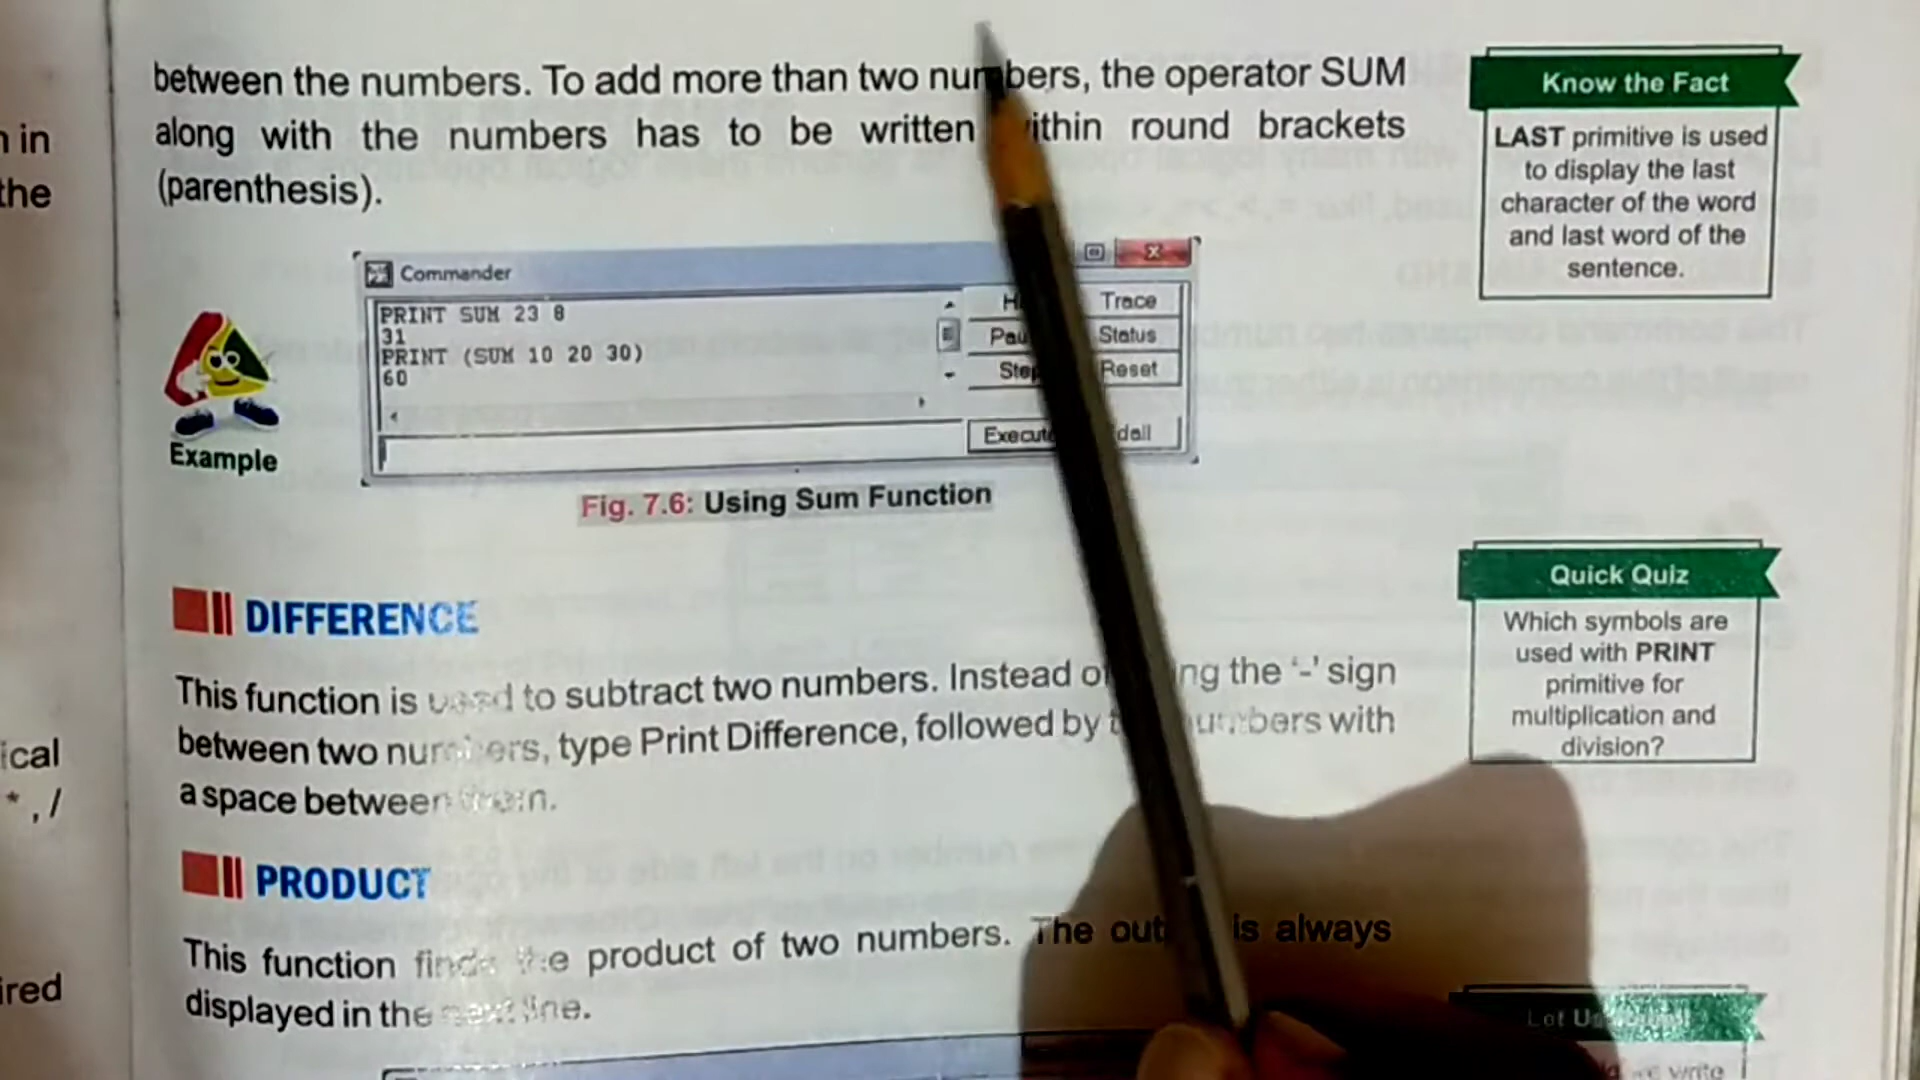 between the numbers. To add more than two numbers, the operator SUM
along with the numbers has to be written within round brackets
(parenthesis).
Commander
PRINT SUM 23 8
31
PRINT (SUM 10 20 30)
60
Trace
Status
Reset
Execute
Example
Fig. 7.6: Using Sum Function
DIFFERENCE
This function is used to subtract two numbers. Instead of the '-' sign
between two numbers, type Print Difference, followed by numbers with
a space between them.
PRODUCT
This function finds the product of two numbers. The is always
displayed in the next line.
Know the Fact
LAST primitive is used
to display the last
character of the word
and last word of the
sentence.
Quick Quiz
Which symbols are
used with PRINT
primitive for
multiplication and
division?
write
in
the
ical
* , /
ired